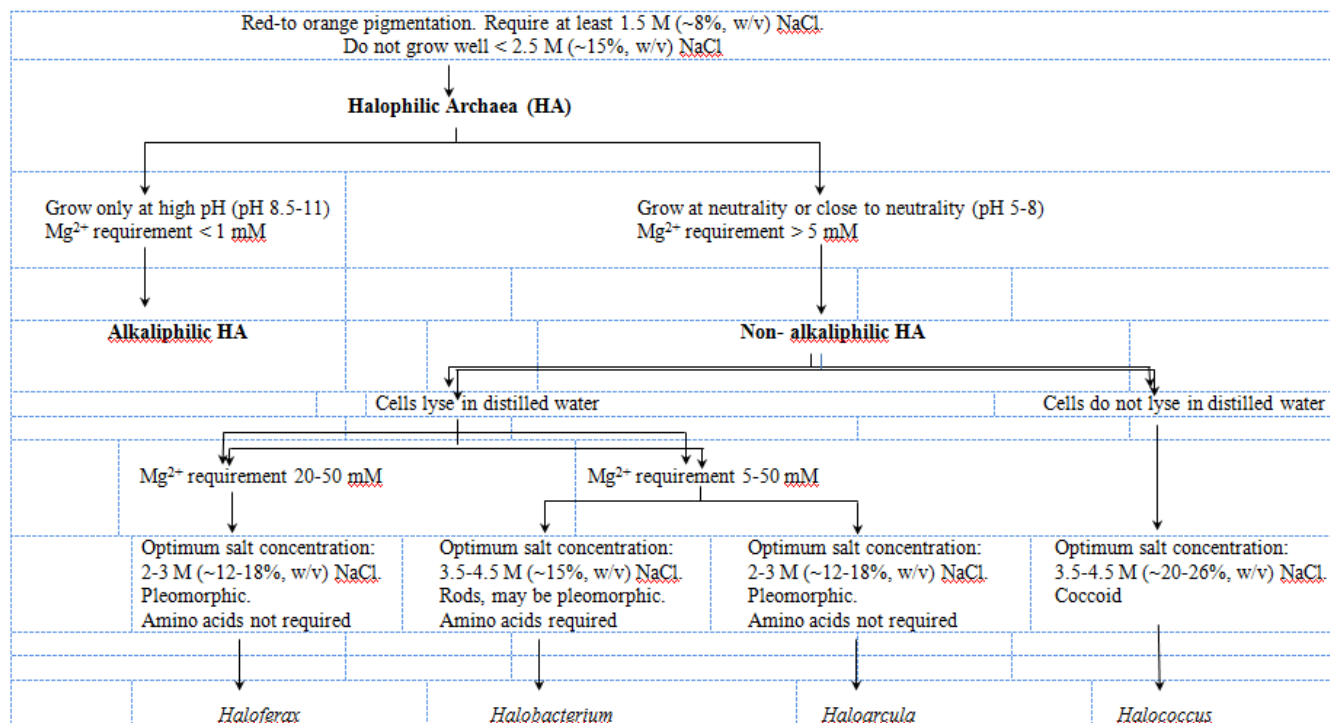 Red-to orange pigmentation. Require at least 1.5 M (~8%, w/v) NaCl.
Do not grow well < 2.5 M (~15%, w/v) NaCl
Halophilic Archaea (HA)
Grow only at high pH (pH 8.5-11)
Mg²⁺ requirement < 1 mM
Grow at neutrality or close to neutrality (pH 5-8)
Mg²⁺ requirement > 5 mM
Alkaliphilic HA
Non- alkaliphilic HA
Cells lyse in distilled water
Cells do not lyse in distilled water
Mg²⁺ requirement 20-50 mM
Mg²⁺ requirement 5-50 mM
Optimum salt concentration:
2-3 M (~12-18%, w/v) NaCl.
Pleomorphic.
Amino acids not required
Optimum salt concentration:
3.5-4.5 M (~15%, w/v) NaCl.
Rods, may be pleomorphic.
Amino acids required
Optimum salt concentration:
2-3 M (~12-18%, w/v) NaCl.
Pleomorphic.
Amino acids not required
Optimum salt concentration:
3.5-4.5 M (~20-26%, w/v) NaCl.
Coccoid
Haloferax
Halobacterium
Haloarcula
Halococcus